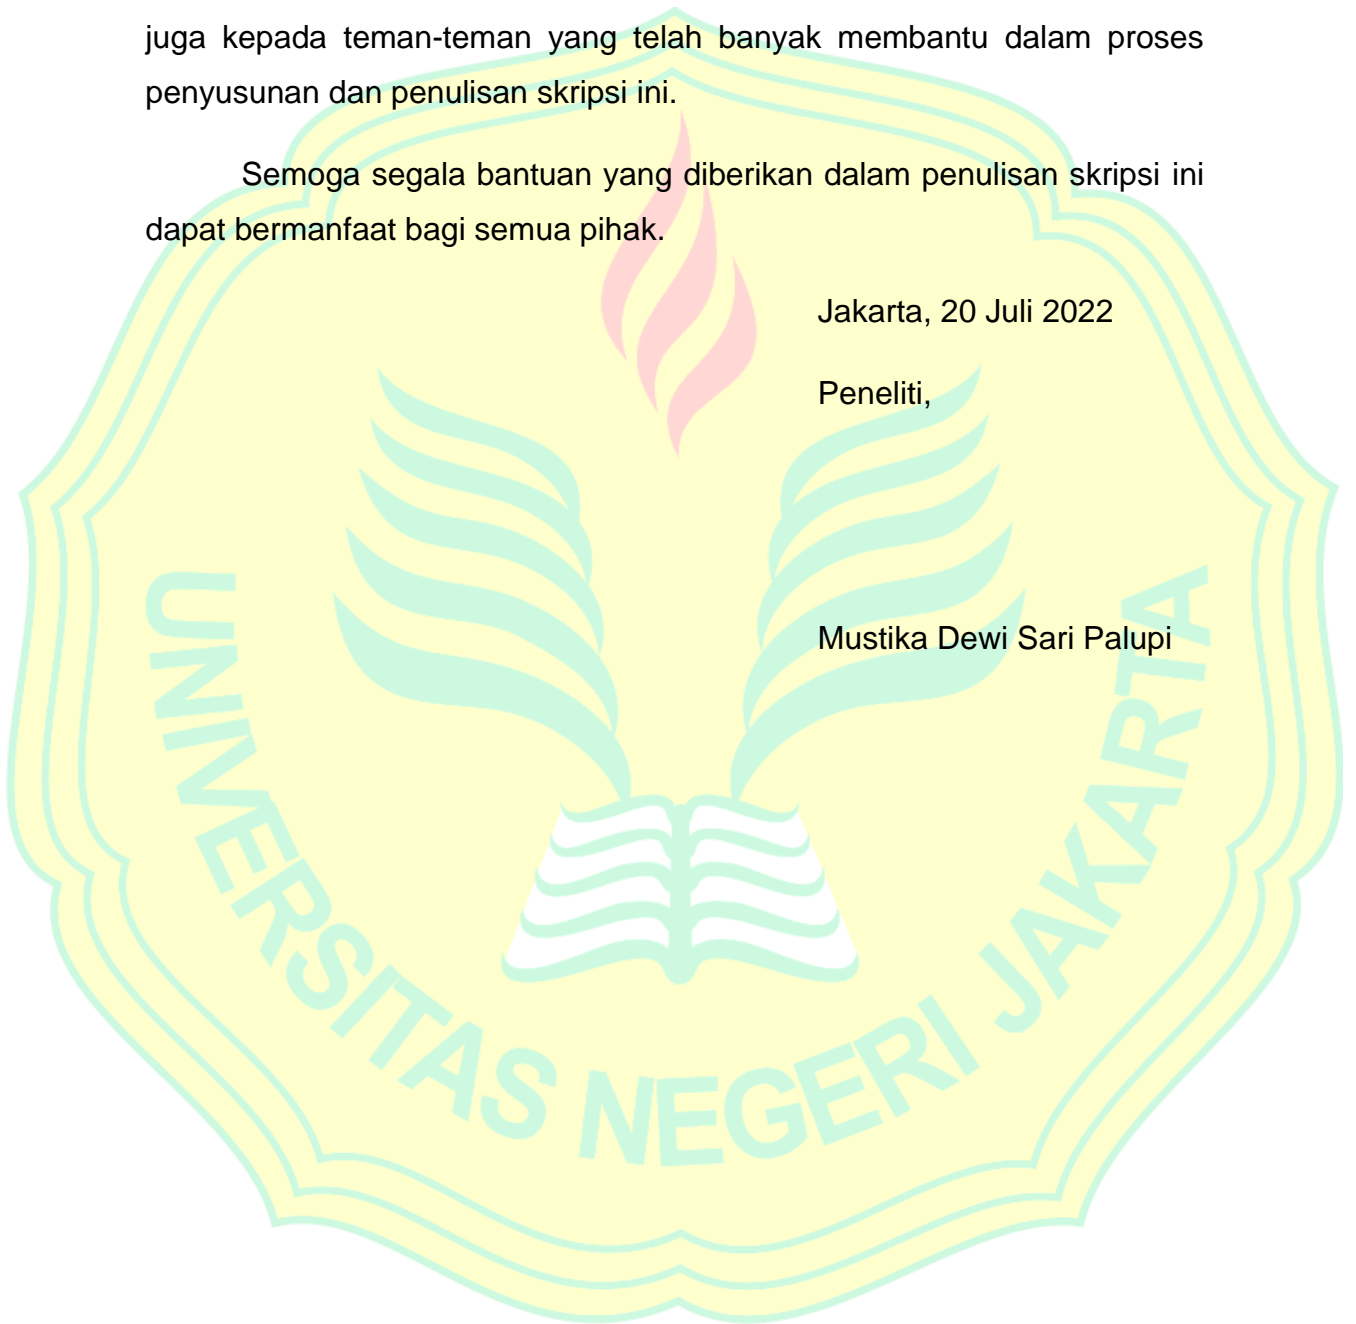 juga kepada teman-teman yang telah banyak membantu dalam proses
penyusunan dan penulisan skripsi ini.
Semoga segala bantuan yang diberikan dalam penulisan skripsi ini
dapat bermanfaat bagi semua pihak.
Jakarta, 20 Juli 2022
Peneliti,
Mustika Dewi Sari Palupi
UNIVERSITAS NEGERI JAKARTA